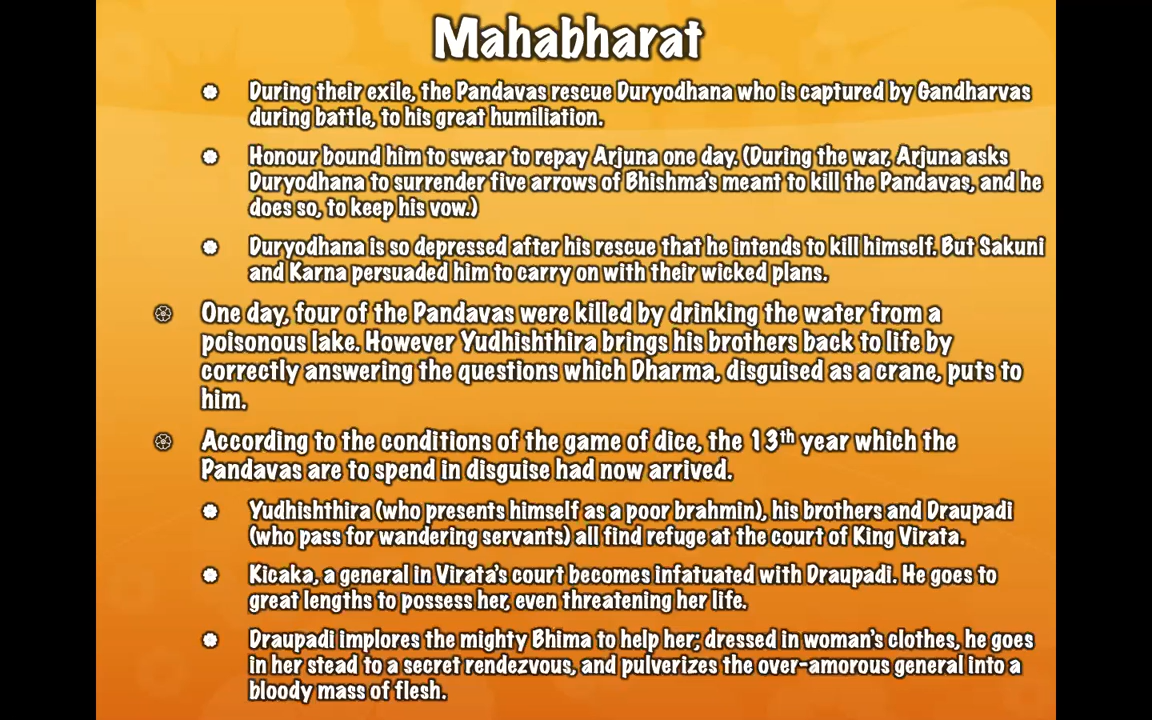 Mahabharat
During their exile, the Pandavas rescue Duryodhana who is captured by Gandharvas
during battle, to his great humiliation.
Honour bound him to swear to repay Arjuna one day. (During the war, Arjuna asks
Duryodhana to surrender five arrows of Bhishma's meant to kill the Pandavas, and he
does so, to keep his vow.)
Duryodhana is so depressed after his rescue that he intends to kill himself. But Sakuni
and Karna persuaded him to carry on with their wicked plans.
One day, four of the Pandavas were killed by drinking the water from a
poisonous lake. However Yudhishthira brings his brothers back to life by
correctly answering the questions which Dharma, disguised as a crane, puts to
him.
According to the conditions of the game of dice, the 13th year which the
Pandavas are to spend in disguise had now arrived.
Yudhishthira (who presents himself as a poor brahmin), his brothers and Draupadi
(who pass for wandering servants) all find refuge at the court of King Virata.
Kicaka, a general in Virata's court becomes infatuated with Draupadi. He goes to
great lengths to possess her, even threatening her life.
Draupadi implores the mighty Bhima to help her; dressed in woman's clothes, he goes
in her stead to a secret rendezvous, and pulverizes the over-amorous general into a
bloody mass of flesh.